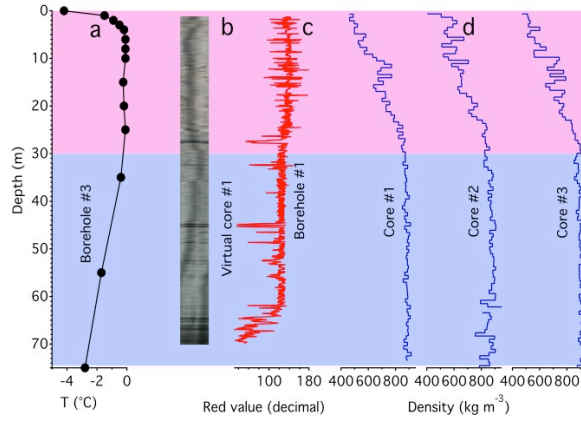 a
b
c
d
0
10
20
30
40
50
60
70
Depth (m)
Borehole #3
Virtual core #1
Borehole #1
Core #1
Core #2
Core #3
-4 -2 0
100 180
400 600 800
400 600 800
400 600 800
T (°C)
Red value (decimal)
Density (kg m-3)